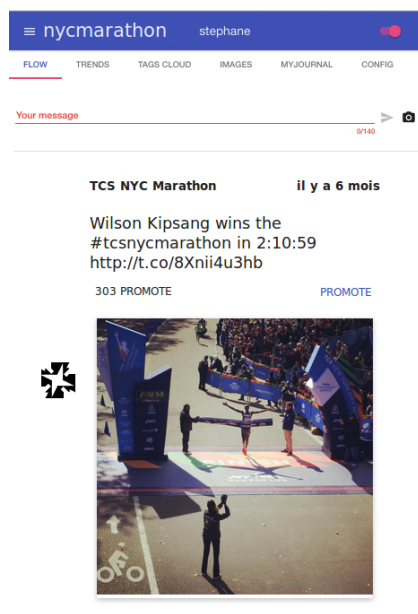 nycmarathon stephane
FLOW TRENDS TAGS CLOUD IMAGES MYJOURNAL CONFIG
Your message
0/140
TCS NYC Marathon il y a 6 mois
Wilson Kipsang wins the
#tcsnycmarathon in 2:10:59
http://t.co/8Xnii4u3hb
303 PROMOTE PROMOTE